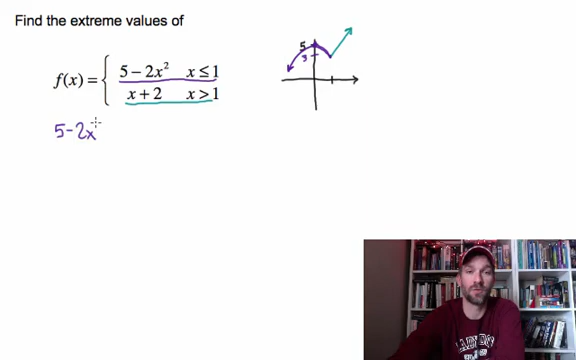 Find the extreme values of
5
3
5 − 2x² x ≤ 1
f(x) = {
x + 2 x > 1
5-2x